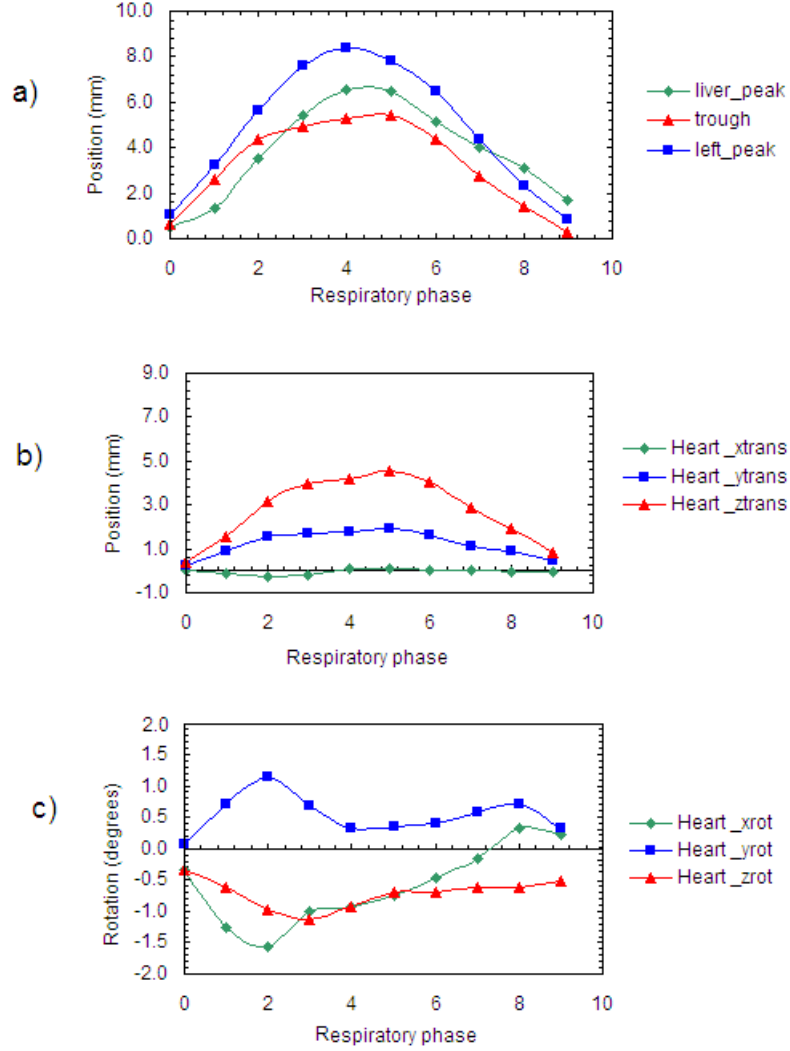 a)
Position (mm)
10.0
8.0
6.0
4.0
2.0
0.0
0 2 4 6 8 10
Respiratory phase
liver_peak
trough
left_peak
b)
Position (mm)
9.0
7.0
5.0
3.0
1.0
-1.0
0 2 4 6 8 10
Respiratory phase
Heart _xtrans
Heart _ytrans
Heart _ztrans
c)
Rotation (degrees)
2.0
1.5
1.0
0.5
0.0
-0.5
-1.0
-1.5
-2.0
0 2 4 6 8 10
Respiratory phase
Heart _xrot
Heart _yrot
Heart _zrot